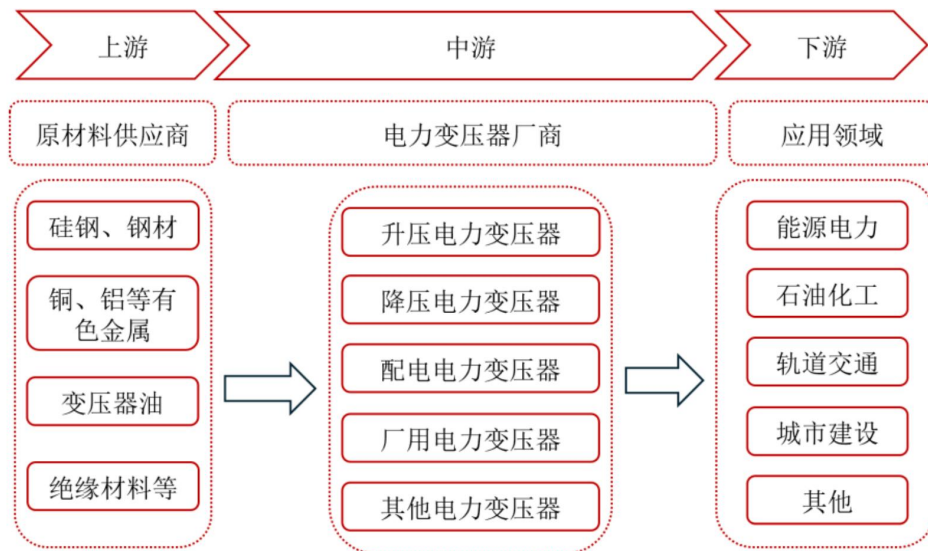 上游
中游
下游
原材料供应商
电力变压器厂商
应用领域
硅钢、钢材
铜、铝等有
色金属
变压器油
绝缘材料等
升压电力变压器
降压电力变压器
配电电力变压器
厂用电力变压器
其他电力变压器
能源电力
石油化工
轨道交通
城市建设
其他